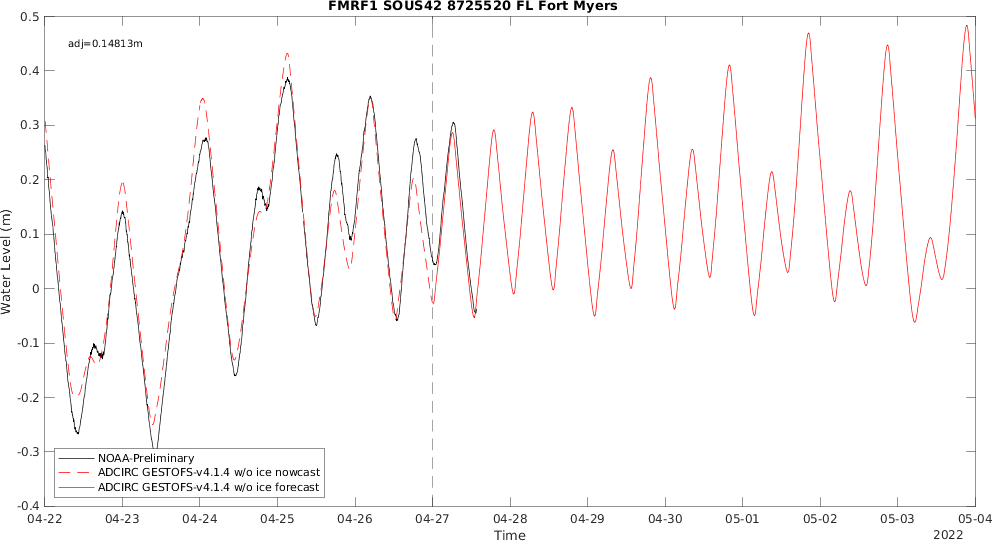 FMRF1 SOUS42 8725520 FL Fort Myers
adj=0.14813m
0.5
0.4
0.3
0.2
0.1
0
-0.1
-0.2
-0.3
-0.4
Water Level (m)
NOAA-Preliminary
ADCIRC GESTOFS-v4.1.4 w/o ice nowcast
ADCIRC GESTOFS-v4.1.4 w/o ice forecast
04-22 04-23 04-24 04-25 04-26 04-27 04-28 04-29 04-30 05-01 05-02 05-03 05-04
Time
2022